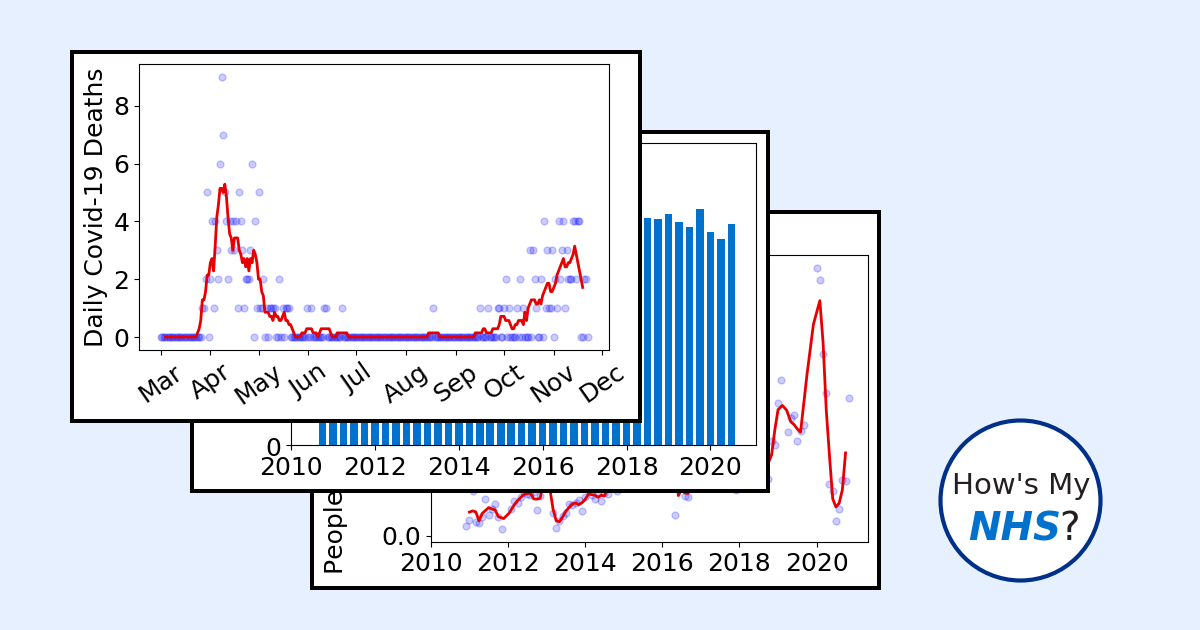 Daily Covid-19 Deaths
8
6
4
2
0
Mar Apr May Jun Jul Aug Sep Oct Nov Dec
0
2010 2012 2014 2016 2018 2020
People
0.0
2010 2012 2014 2016 2018 2020
How's My
NHS?